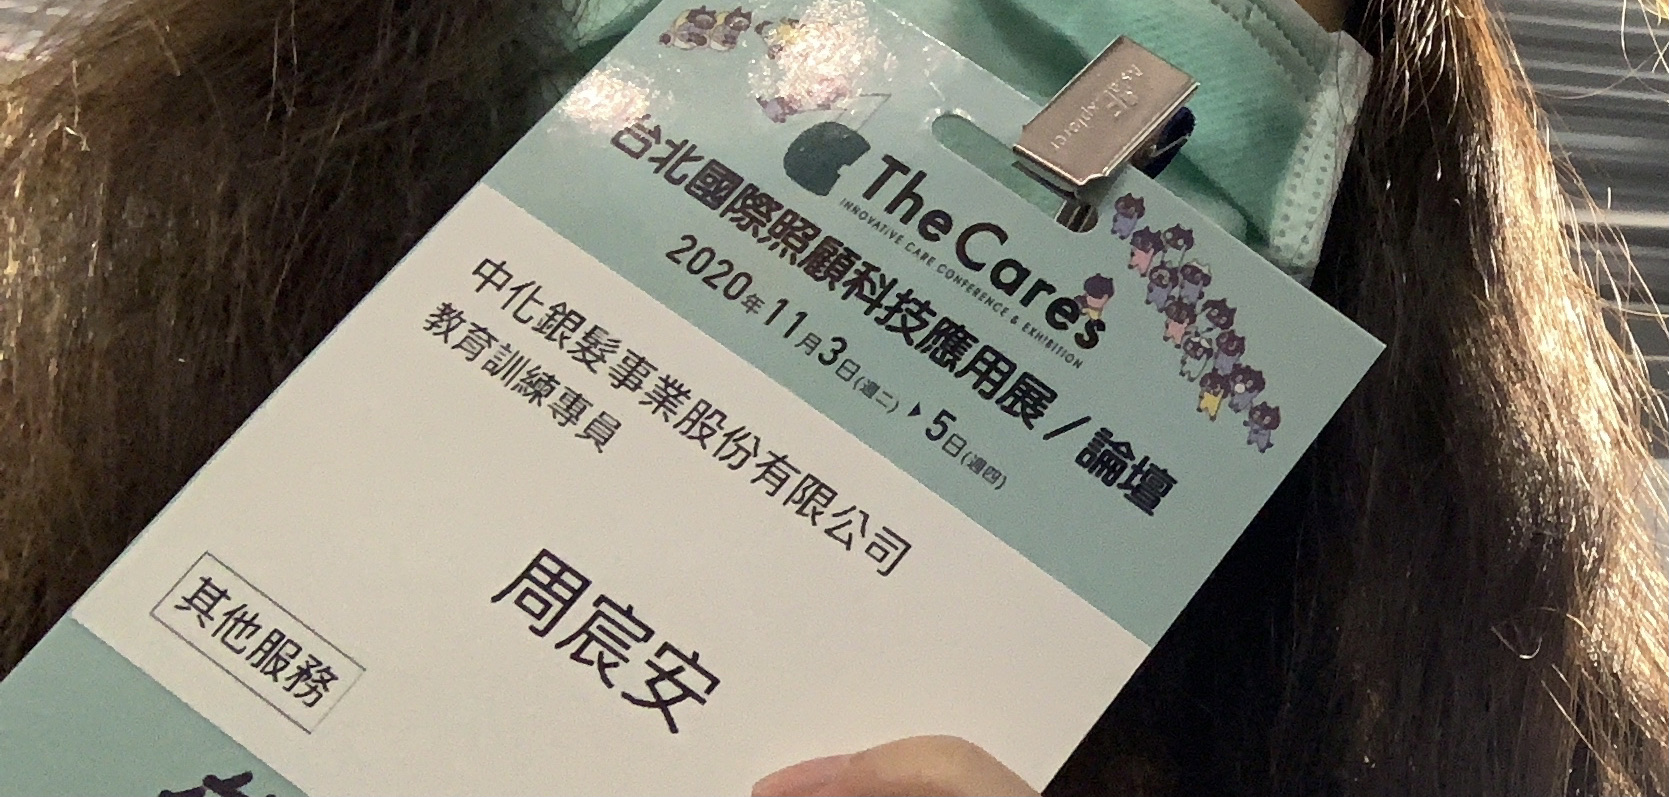 TheCares
INNOVATIVE CARE CONFERENCE & EXHIBITION
台北國際照顧科技應用展/論壇
2020年11月3日(週二)▸5日(週四)
中化銀髮事業股份有限公司
教育訓練專員
周宸安
其他服務